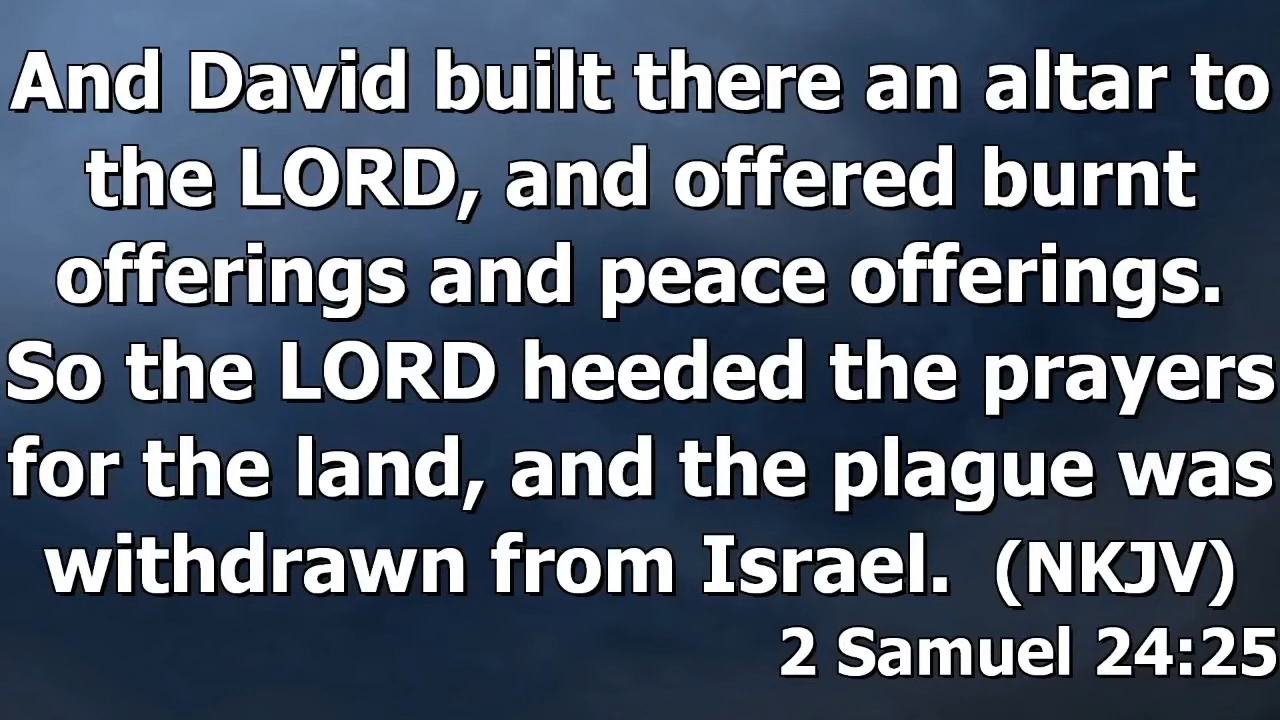 And David built there an altar to
the LORD, and offered burnt
offerings and peace offerings.
So the LORD heeded the prayers
for the land, and the plague was
withdrawn from Israel.  (NKJV)
2 Samuel 24:25